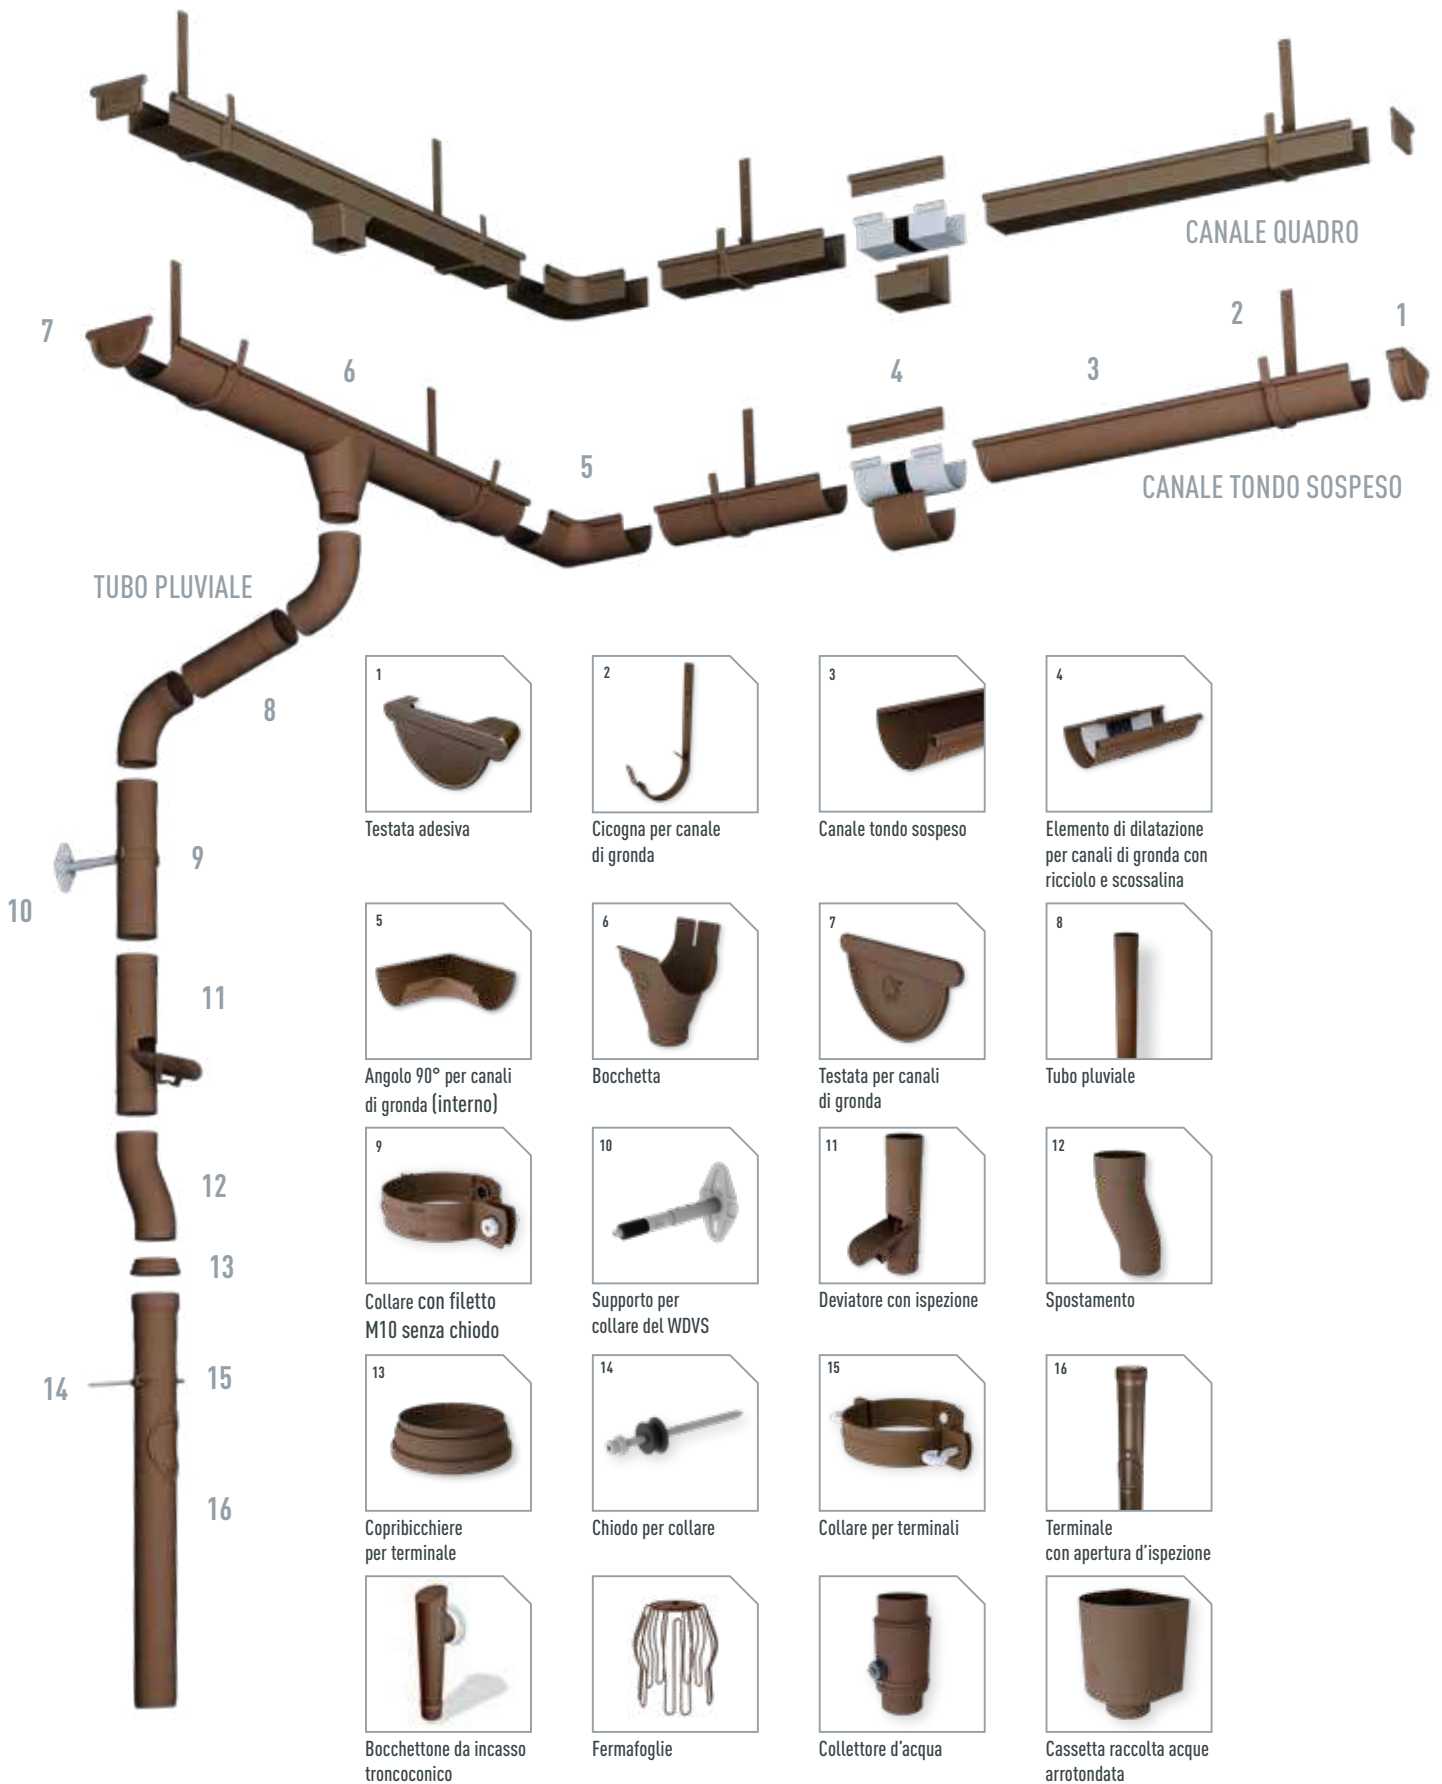 CANALE QUADRO
7
6
5
4
3
2
1
CANALE TONDO SOSPESO
TUBO PLUVIALE
8
9
10
11
12
13
14
15
16
1
Testata adesiva
2
Cicogna per canale
di gronda
3
Canale tondo sospeso
4
Elemento di dilatazione
per canali di gronda con
ricciolo e scossalina
5
Angolo 90° per canali
di gronda (interno)
6
Bocchetta
7
Testata per canali
di gronda
8
Tubo pluviale
9
Collare con filetto
M10 senza chiodo
10
Supporto per
collare del WDVS
11
Deviatore con ispezione
12
Spostamento
13
Copribicchiere
per terminale
14
Chiodo per collare
15
Collare per terminali
16
Terminale
con apertura d'ispezione
Bocchettone da incasso
troncoconico
Fermafoglie
Collettore d'acqua
Cassetta raccolta acque
arrotondata